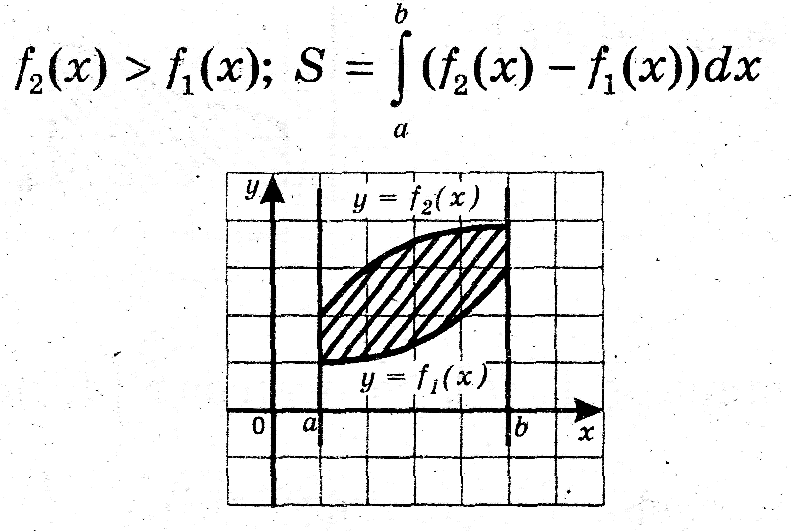 f₂(x) > f₁(x); S = ∫ₐᵇ (f₂(x) − f₁(x))dx
y
y = f₂(x)
y = f₁(x)
0 a b x